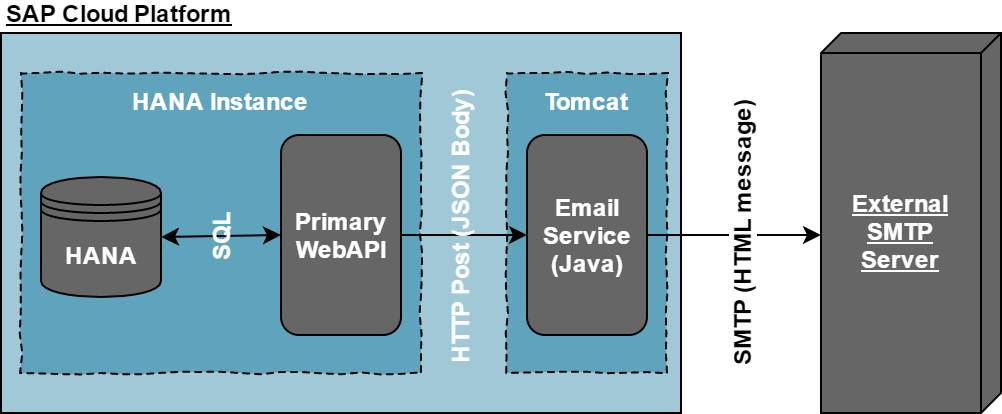 SAP Cloud Platform
HANA Instance
Tomcat
HANA
SQL
Primary
WebAPI
HTTP Post (JSON Body)
Email
Service
(Java)
SMTP (HTML message)
External
SMTP
Server